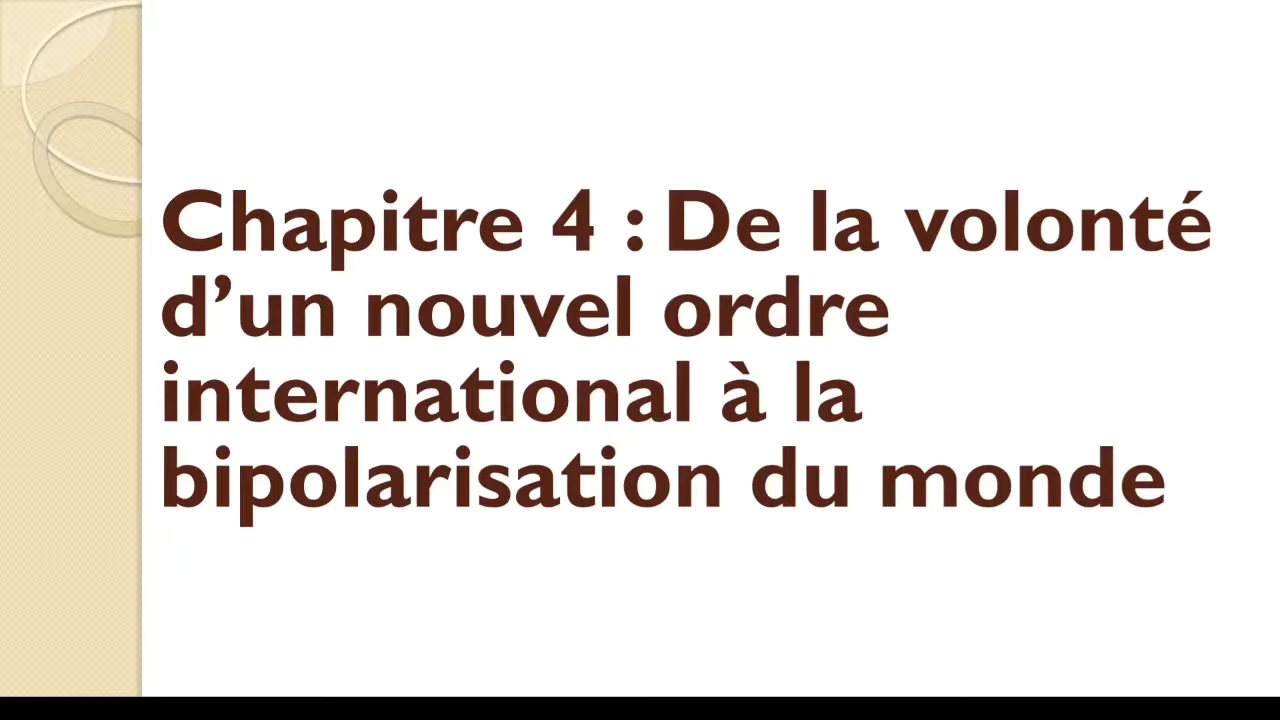 Chapitre 4 : De la volonté
d’un nouvel ordre
international à la
bipolarisation du monde